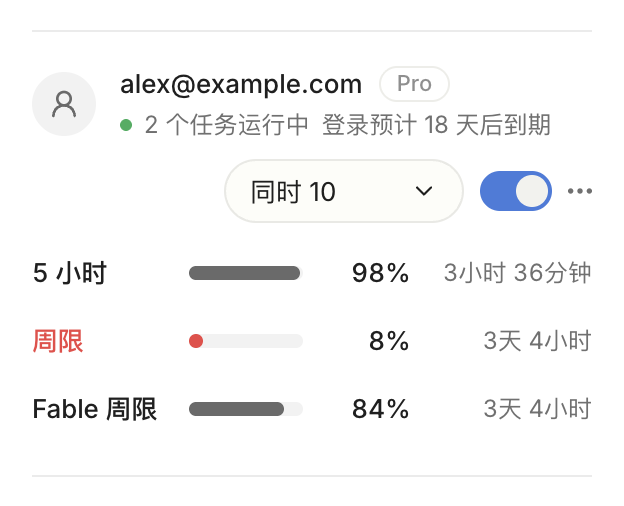 alex@example.com Pro
2 个任务运行中 登录预计 18 天后到期
同时 10
5 小时 98% 3小时 36分钟
周限 8% 3天 4小时
Fable 周限 84% 3天 4小时